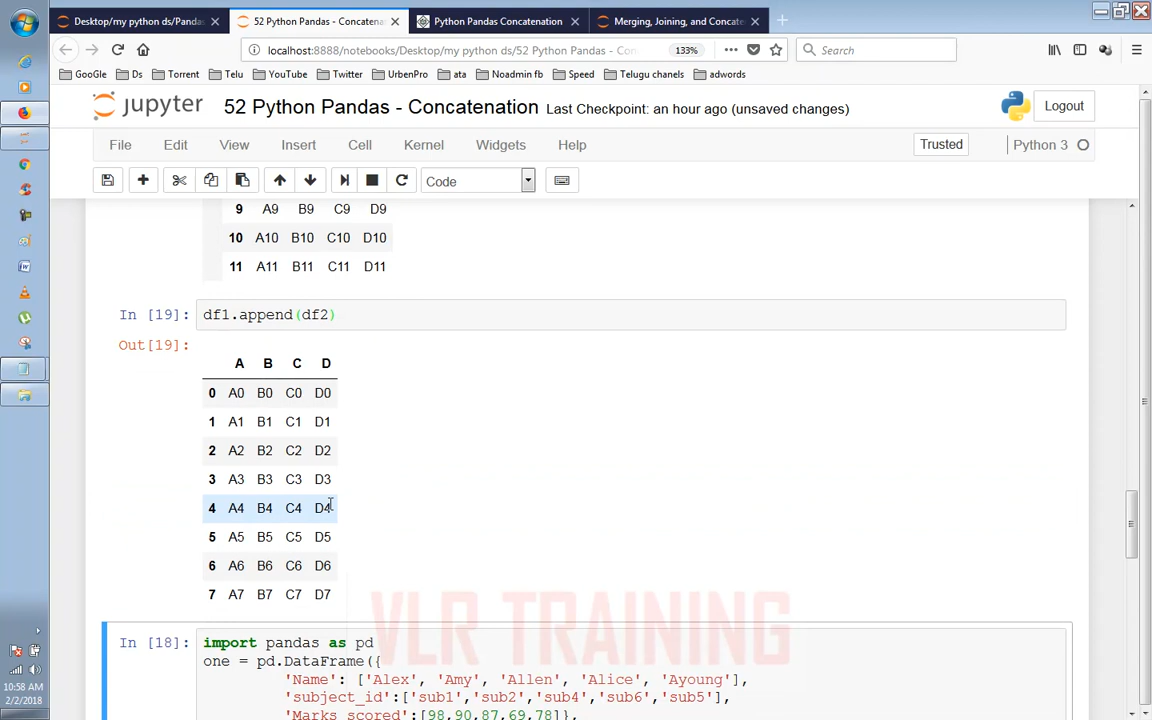 Desktop/my python ds/Pandas
52 Python Pandas - Concatena
Python Pandas Concatenation
Merging, Joining, and Concate
localhost:8888/notebooks/Desktop/my python ds/52 Python Pandas - Con
133%
Search
GooGle
Ds
Torrent
Telu
YouTube
Twitter
UrbenPro
ata
Noadmin fb
Speed
Telugu chanels
adwords
jupyter
52 Python Pandas - Concatenation
Last Checkpoint: an hour ago (unsaved changes)
Logout
File Edit View Insert Cell Kernel Widgets Help
Trusted
Python 3
Code
9 A9 B9 C9 D9
10 A10 B10 C10 D10
11 A11 B11 C11 D11
In [19]: df1.append(df2)
Out[19]:
A B C D
0 A0 B0 C0 D0
1 A1 B1 C1 D1
2 A2 B2 C2 D2
3 A3 B3 C3 D3
4 A4 B4 C4 D4
5 A5 B5 C5 D5
6 A6 B6 C6 D6
7 A7 B7 C7 D7
VLR TRAINING
In [18]: import pandas as pd
one = pd.DataFrame({
'Name': ['Alex', 'Amy', 'Allen', 'Alice', 'Ayoung'],
'subject_id':['sub1','sub2','sub4','sub6','sub5'],
'Marks_scored':[98,90,87,69,78]},
10:58 AM
2/2/2018